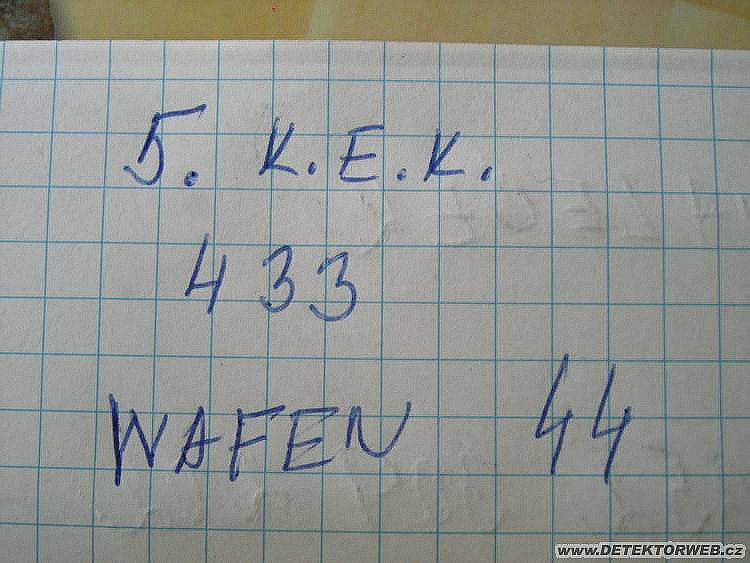 5. K.E.K.
433
WAFEN 44
www.DETEKTORWEB.cz